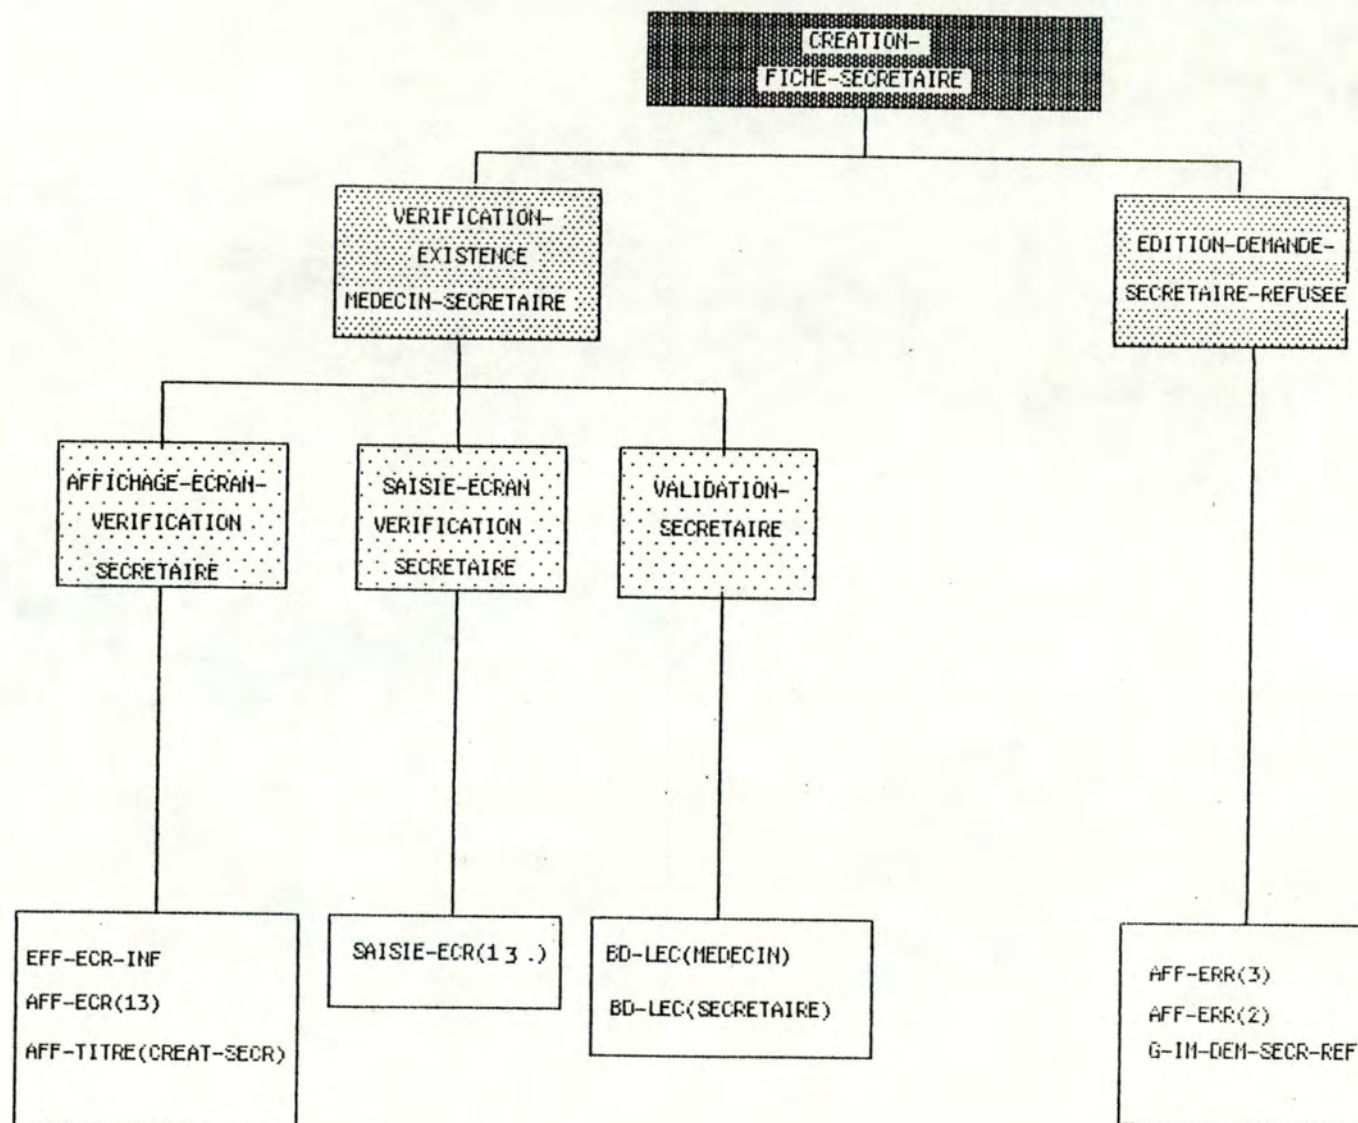 CREATION-
FICHE-SECRETAIRE
VERIFICATION-
EXISTENCE
MEDECIN-SECRETAIRE
EDITION-DEMANDE-
SECRETAIRE-REFUSEE
AFFICHAGE-ECRAN-
VERIFICATION
SECRETAIRE
SAISIE-ECRAN
VERIFICATION
SECRETAIRE
VALIDATION-
SECRETAIRE
EFF-ECR-INF
AFF-ECR(13)
AFF-TITRE(CREAT-SECR)
SAISIE-ECR(13.)
BD-LEC(MEDECIN)
BD-LEC(SECRETAIRE)
AFF-ERR(3)
AFF-ERR(2)
G-IM-DEM-SECR-REF